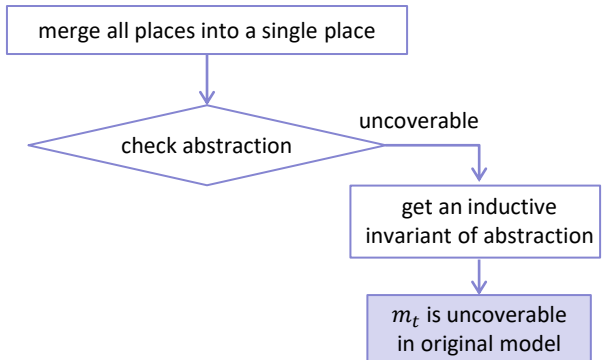 merge all places into a single place
uncoverable
check abstraction
get an inductive
invariant of abstraction
m_t is uncoverable
in original model